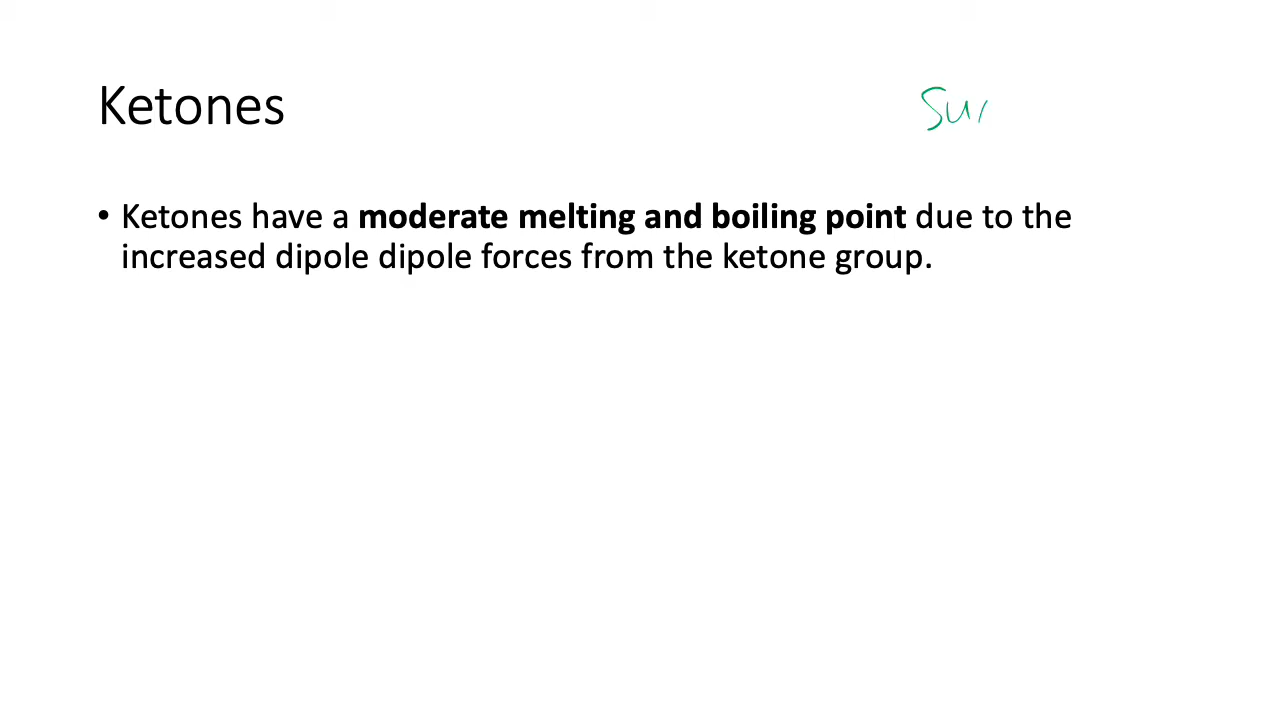 Ketones
• Ketones have a moderate melting and boiling point due to the
increased dipole dipole forces from the ketone group.